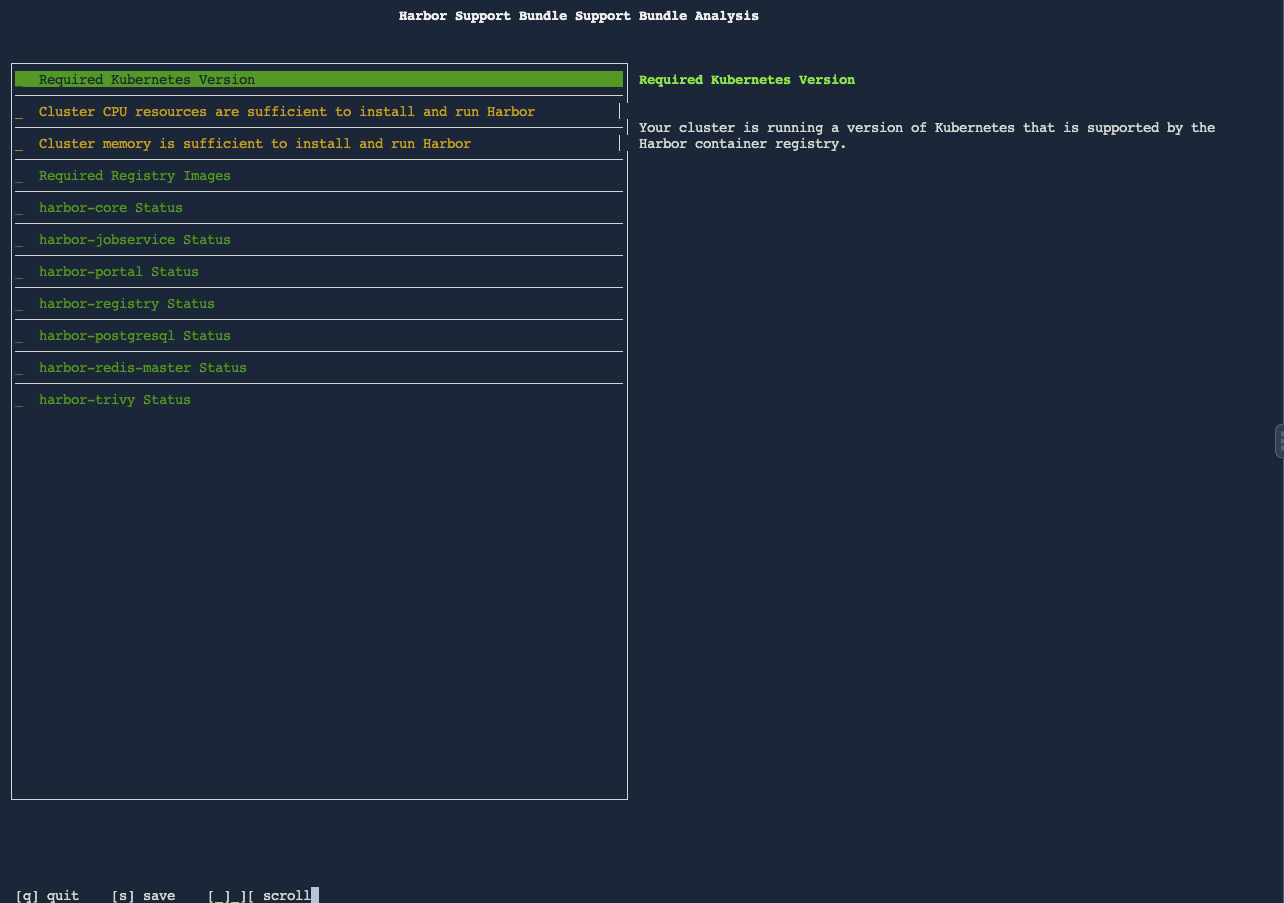 Harbor Support Bundle Support Bundle Analysis
_ Required Kubernetes Version
_ Cluster CPU resources are sufficient to install and run Harbor
_ Cluster memory is sufficient to install and run Harbor
_ Required Registry Images
_ harbor-core Status
_ harbor-jobservice Status
_ harbor-portal Status
_ harbor-registry Status
_ harbor-postgresql Status
_ harbor-redis-master Status
_ harbor-trivy Status
Required Kubernetes Version
Your cluster is running a version of Kubernetes that is supported by the
Harbor container registry.
[q] quit    [s] save    [_]_][ scroll